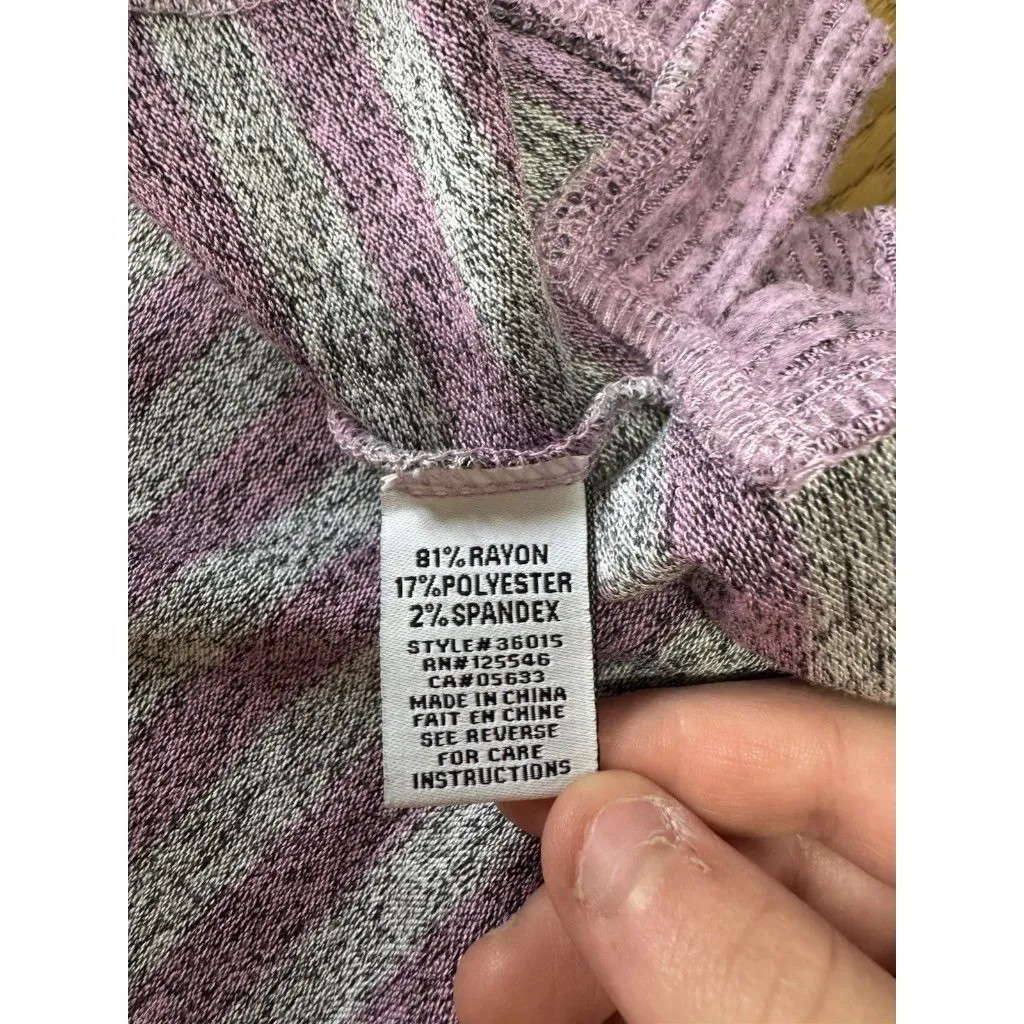 81% RAYON
17% POLYESTER
2% SPANDEX
STYLE# 36015
RN# 125546
CA# 05633
MADE IN CHINA
FAIT EN CHINE
SEE REVERSE
FOR CARE
INSTRUCTIONS